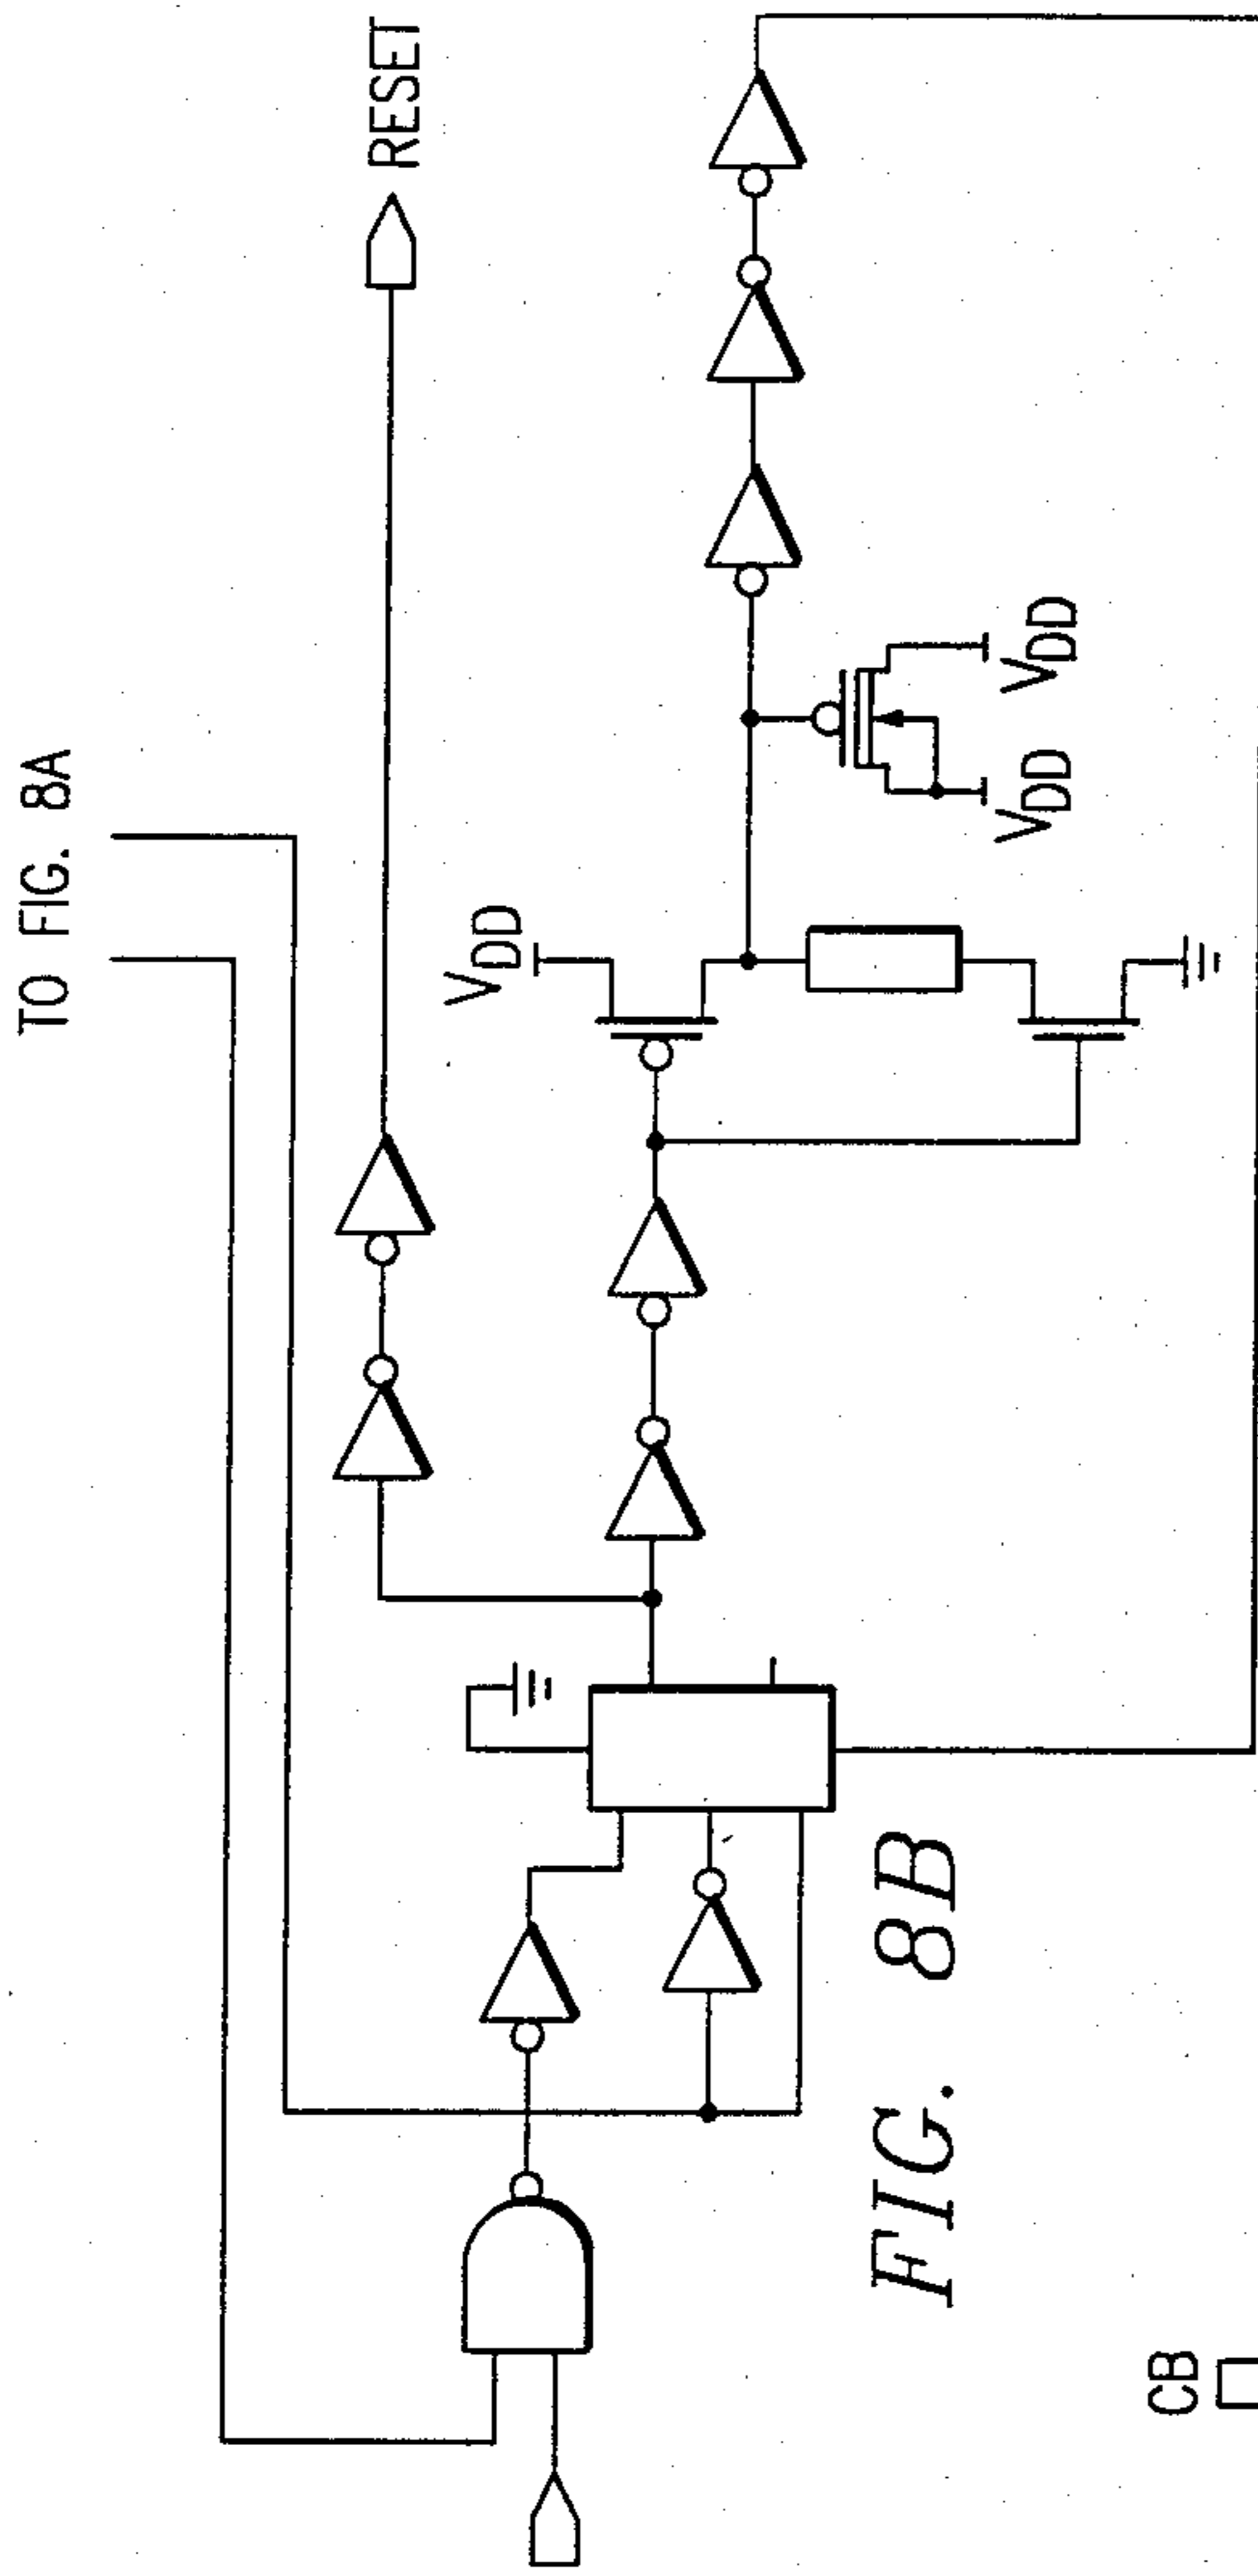 TO FIG. 8A
RESET
VDD
VDD
VDD
FIG. 8B
CB